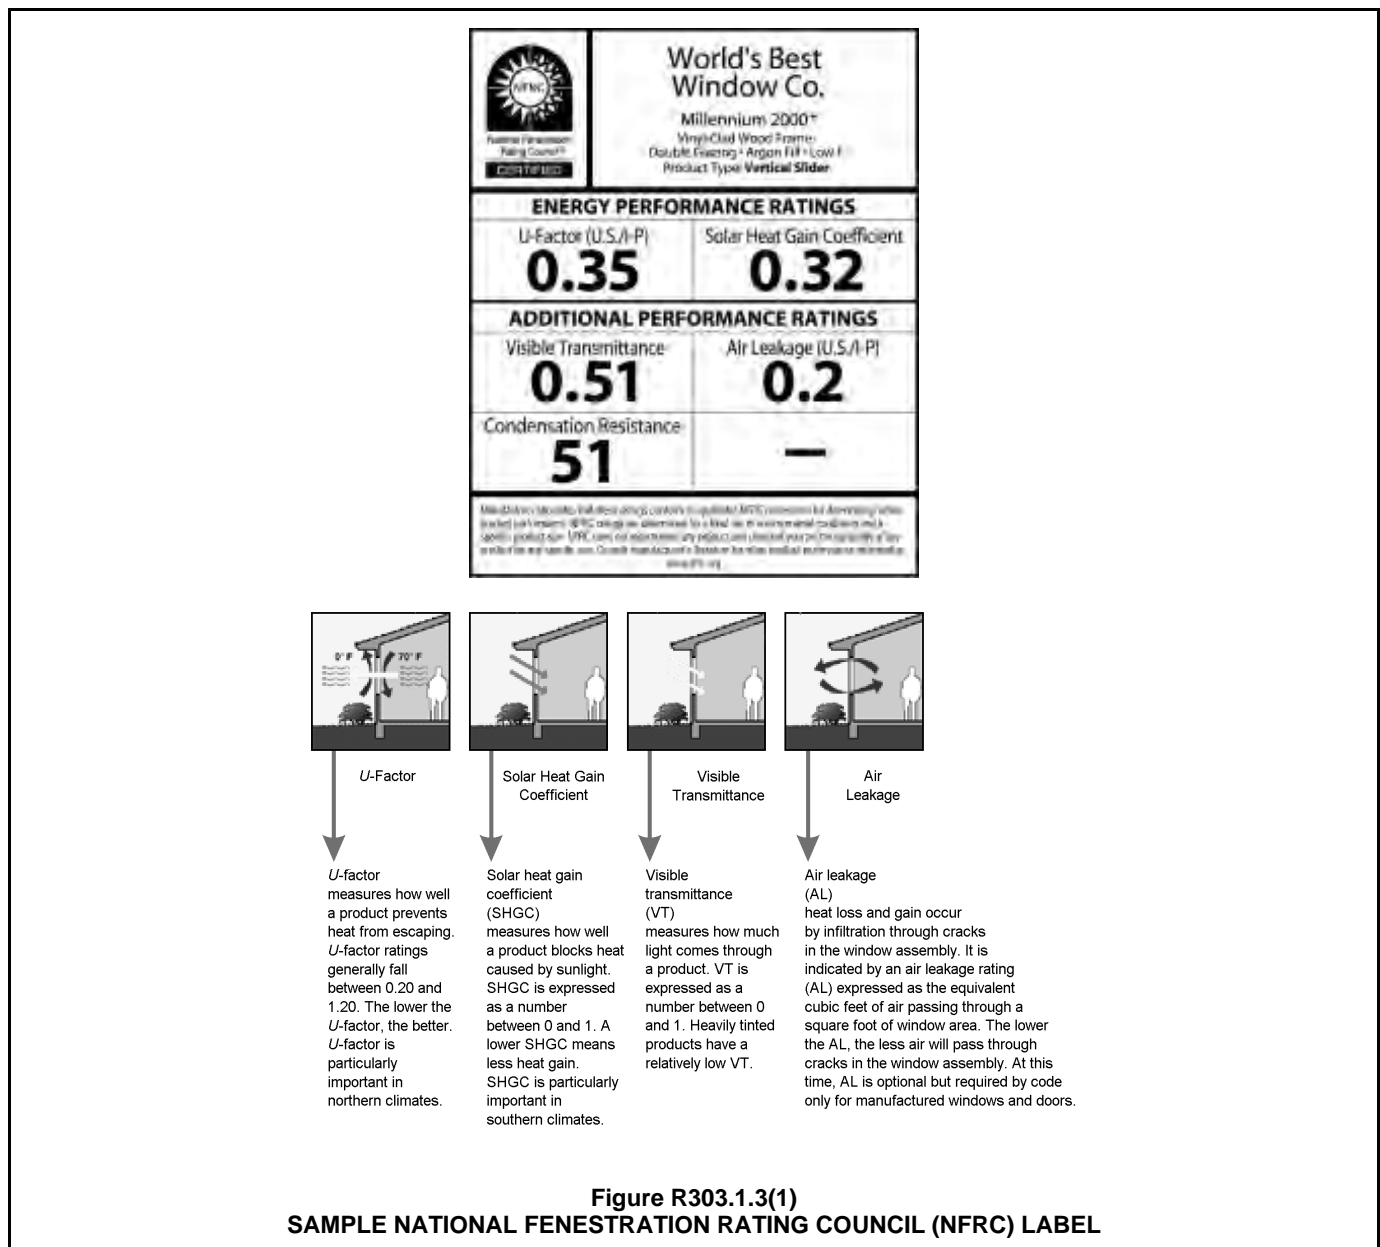 World's Best
Window Co.
Millennium 2000+
Vinyl-Clad Wood Frame
Double Glazing • Argon Fill • Low E
Product Type: Vertical Slider
NFRC
National Fenestration
Rating Council
CERTIFIED
ENERGY PERFORMANCE RATINGS
U-Factor (U.S./I-P)
0.35
Solar Heat Gain Coefficient
0.32
ADDITIONAL PERFORMANCE RATINGS
Visible Transmittance
0.51
Air Leakage (U.S./I-P)
0.2
Condensation Resistance
51
—
0° F
70° F
U-Factor
Solar Heat Gain
Coefficient
Visible
Transmittance
Air
Leakage
U-factor
measures how well
a product prevents
heat from escaping.
U-factor ratings
generally fall
between 0.20 and
1.20. The lower the
U-factor, the better.
U-factor is
particularly
important in
northern climates.
Solar heat gain
coefficient
(SHGC)
measures how well
a product blocks heat
caused by sunlight.
SHGC is expressed
as a number
between 0 and 1. A
lower SHGC means
less heat gain.
SHGC is particularly
important in
southern climates.
Visible
transmittance
(VT)
measures how much
light comes through
a product. VT is
expressed as a
number between 0
and 1. Heavily tinted
products have a
relatively low VT.
Air leakage
(AL)
heat loss and gain occur
by infiltration through cracks
in the window assembly. It is
indicated by an air leakage rating
(AL) expressed as the equivalent
cubic feet of air passing through a
square foot of window area. The lower
the AL, the less air will pass through
cracks in the window assembly. At this
time, AL is optional but required by code
only for manufactured windows and doors.
Figure R303.1.3(1)
SAMPLE NATIONAL FENESTRATION RATING COUNCIL (NFRC) LABEL